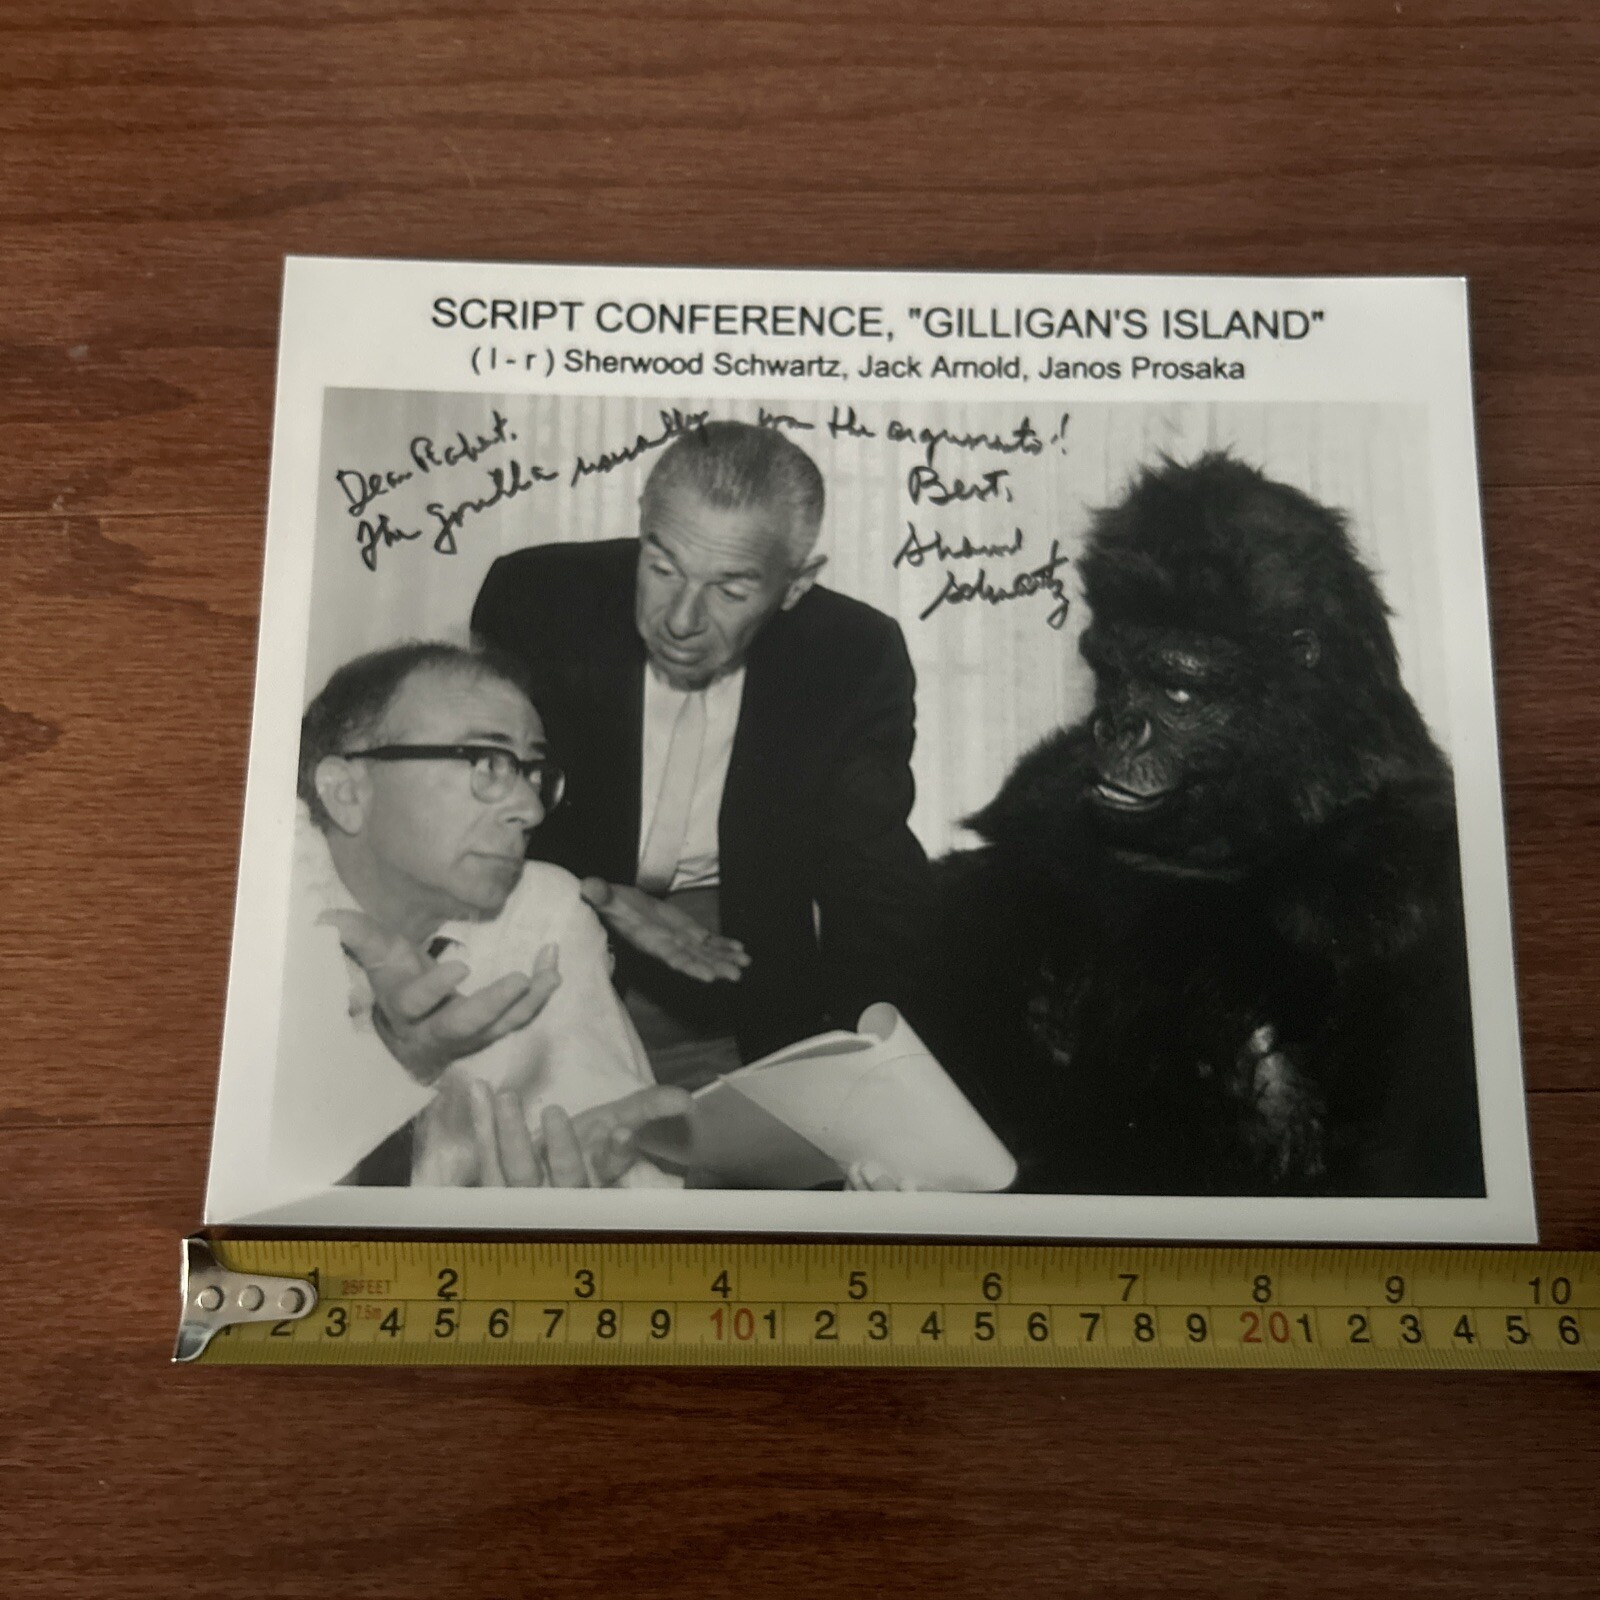 SCRIPT CONFERENCE, "GILLIGAN'S ISLAND"
( l - r ) Sherwood Schwartz, Jack Arnold, Janos Prosaka
Dear Robert.
The gorilla usually won the arguments!
Best,
Sherwood
Schwartz
1 25FEET 2 3 4 5 6 7 8 9 10
1 2 3 7.5m 4 5 6 7 8 9 10 1 2 3 4 5 6 7 8 9 20 1 2 3 4 5 6